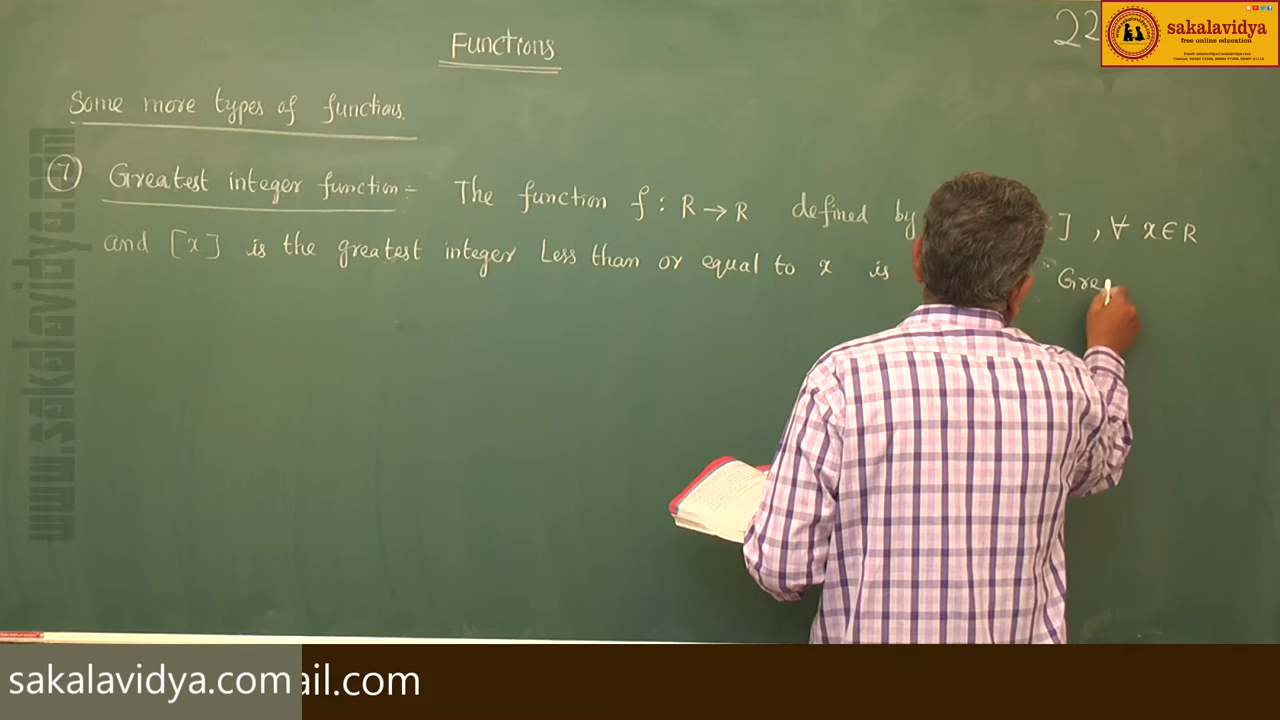 Functions
22
sakalavidya
free online education
Some more types of functions.
7 Greatest integer function:- The function f : R → R defined by ] , ∀ x ∈ R
and [x] is the greatest integer Less than or equal to x is " Gre
www.sakalavidya.com
sakalavidya.com ail.com